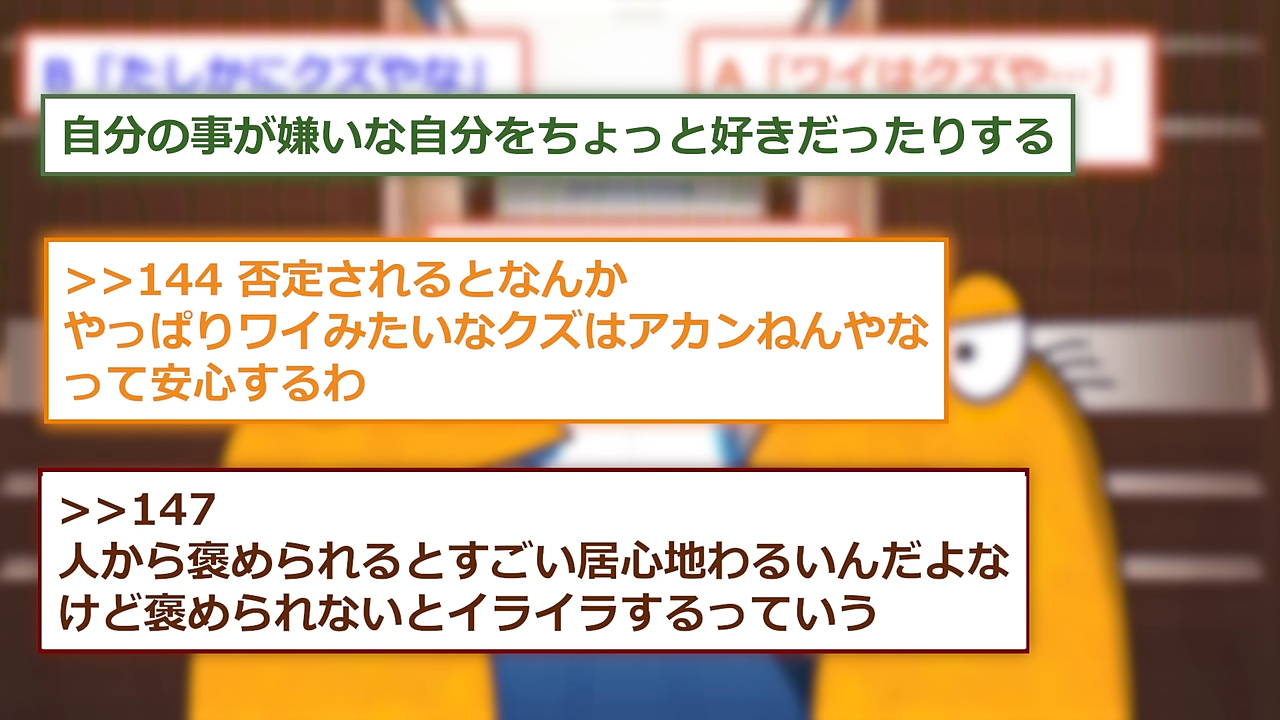 B「たしかにクズやな」
A「ワイはクズや…」
自分の事が嫌いな自分をちょっと好きだったりする
>>144 否定されるとなんか
やっぱりワイみたいなクズはアカンねんやな
って安心するわ
>>147
人から褒められるとすごい居心地わるいんだよな
けど褒められないとイライラするっていう